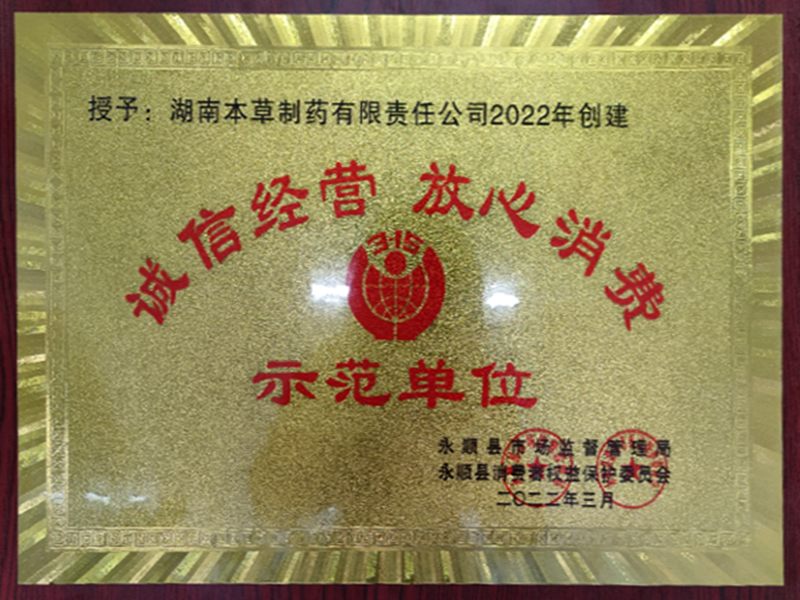 授予：湖南本草制药有限责任公司2022年创建
诚信经营 放心消费
3·15
示范单位
永顺县市场监督管理局
永顺县消费者权益保护委员会
二〇二二年三月